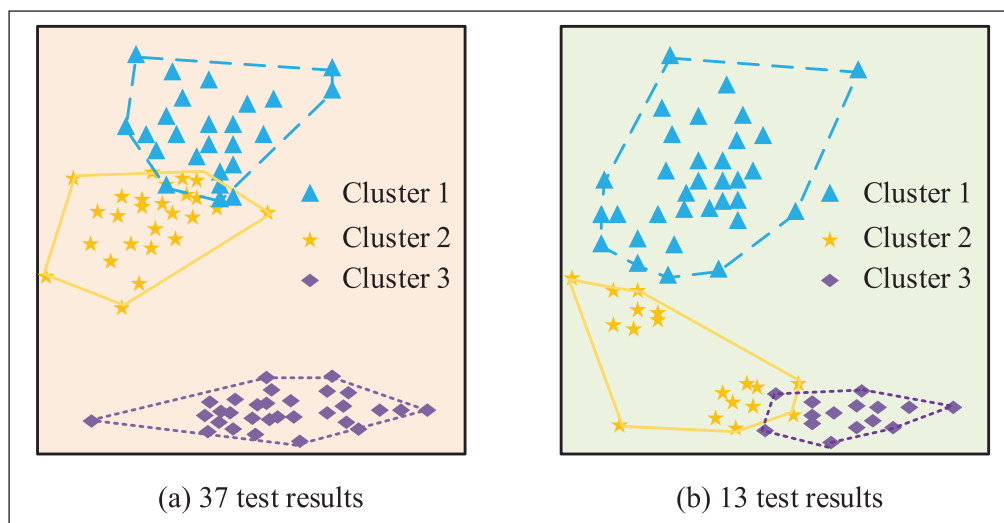 Cluster 1
Cluster 2
Cluster 3
(a) 37 test results
Cluster 1
Cluster 2
Cluster 3
(b) 13 test results